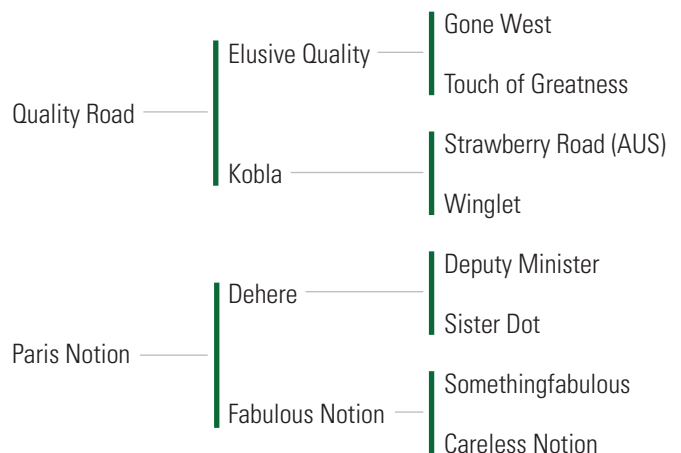 Gone West
Elusive Quality
Touch of Greatness
Quality Road
Strawberry Road (AUS)
Kobla
Winglet
Deputy Minister
Dehere
Sister Dot
Paris Notion
Somethingfabulous
Fabulous Notion
Careless Notion